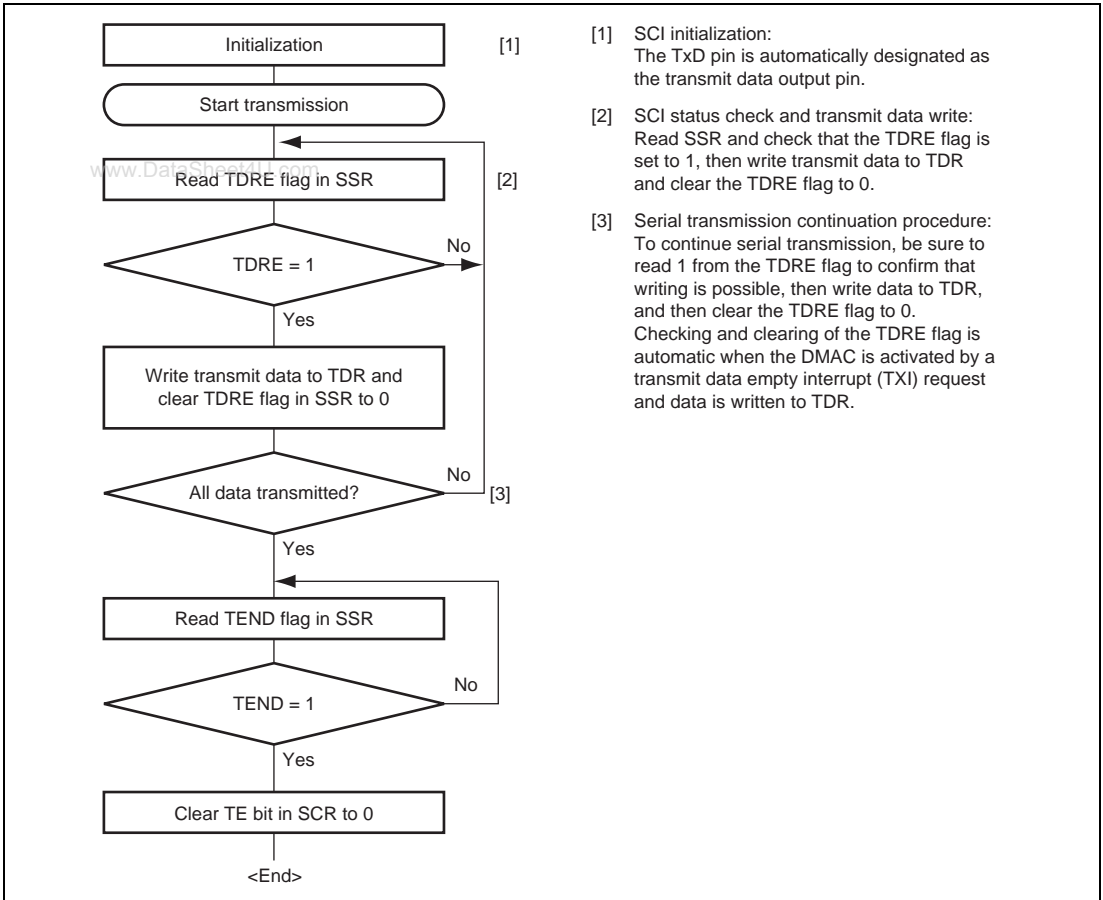 Initialization
[1]
Start transmission
www.DataSheet4U.com
Read TDRE flag in SSR
[2]
TDRE = 1
No
Yes
Write transmit data to TDR and
clear TDRE flag in SSR to 0
All data transmitted?
No
[3]
Yes
Read TEND flag in SSR
TEND = 1
No
Yes
Clear TE bit in SCR to 0
<End>
[1] SCI initialization:
The TxD pin is automatically designated as
the transmit data output pin.
[2] SCI status check and transmit data write:
Read SSR and check that the TDRE flag is
set to 1, then write transmit data to TDR
and clear the TDRE flag to 0.
[3] Serial transmission continuation procedure:
To continue serial transmission, be sure to
read 1 from the TDRE flag to confirm that
writing is possible, then write data to TDR,
and then clear the TDRE flag to 0.
Checking and clearing of the TDRE flag is
automatic when the DMAC is activated by a
transmit data empty interrupt (TXI) request
and data is written to TDR.